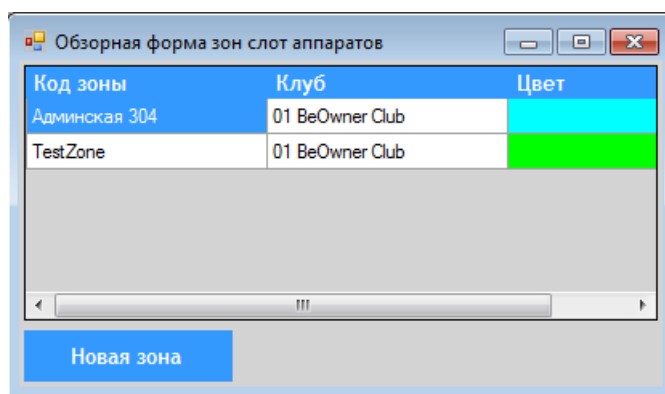 Обзорная форма зон слот аппаратов
Код зоны Клуб Цвет
Админская 304 01 BeOwner Club
TestZone 01 BeOwner Club
Новая зона